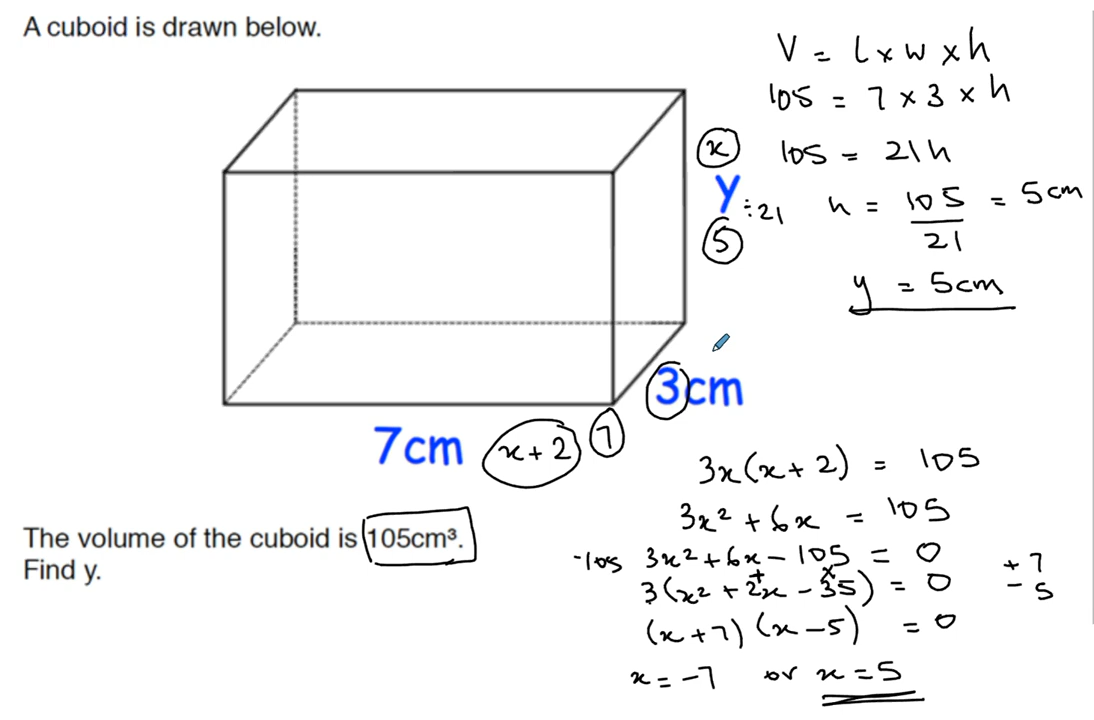 A cuboid is drawn below.
V = l × w × h
105 = 7 × 3 × h
x
105 = 21h
y
÷21
h = 105/21 = 5cm
5
y = 5cm
3cm
7cm
x + 2
7
3x(x + 2) = 105
3x² + 6x = 105
The volume of the cuboid is 105cm³.
Find y.
-105 3x² + 6x - 105 = 0
+ 7
3(x² + 2x - 35) = 0
+ ×
- 5
(x + 7) (x - 5) = 0
x = -7 or x = 5